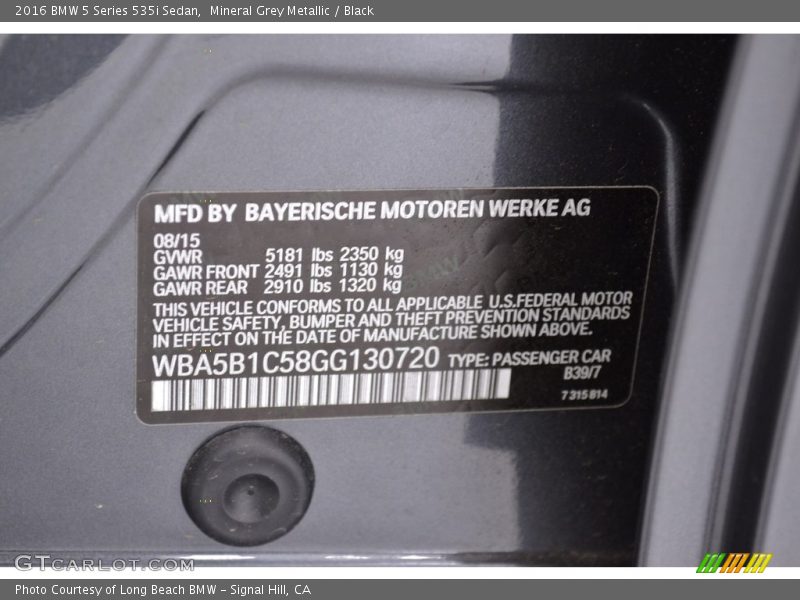 2016 BMW 5 Series 535i Sedan,  Mineral Grey Metallic / Black
MFD BY BAYERISCHE MOTOREN WERKE AG
08/15
GVWR 5181 lbs 2350 kg
GAWR FRONT 2491 lbs 1130 kg
GAWR REAR 2910 lbs 1320 kg
THIS VEHICLE CONFORMS TO ALL APPLICABLE U.S.FEDERAL MOTOR
VEHICLE SAFETY, BUMPER AND THEFT PREVENTION STANDARDS
IN EFFECT ON THE DATE OF MANUFACTURE SHOWN ABOVE.
WBA5B1C58GG130720 TYPE: PASSENGER CAR
B39/7
7 315 814
GTCARLOT.COM
Photo Courtesy of Long Beach BMW – Signal Hill, CA